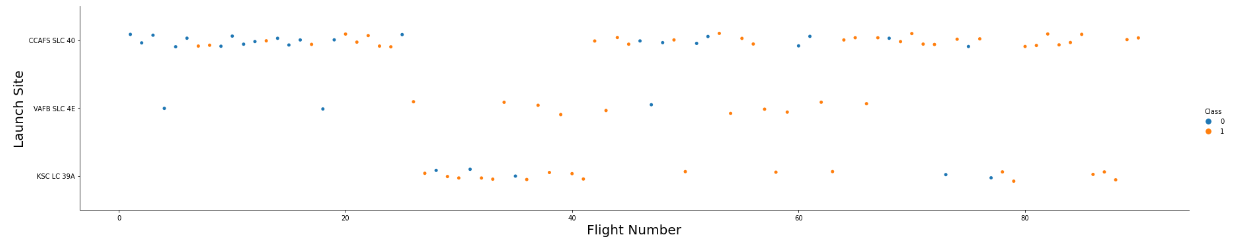 CCAFS SLC 40
VAFB SLC 4E
KSC LC 39A
Launch Site
0 20 40 60 80
Flight Number
Class
0
1